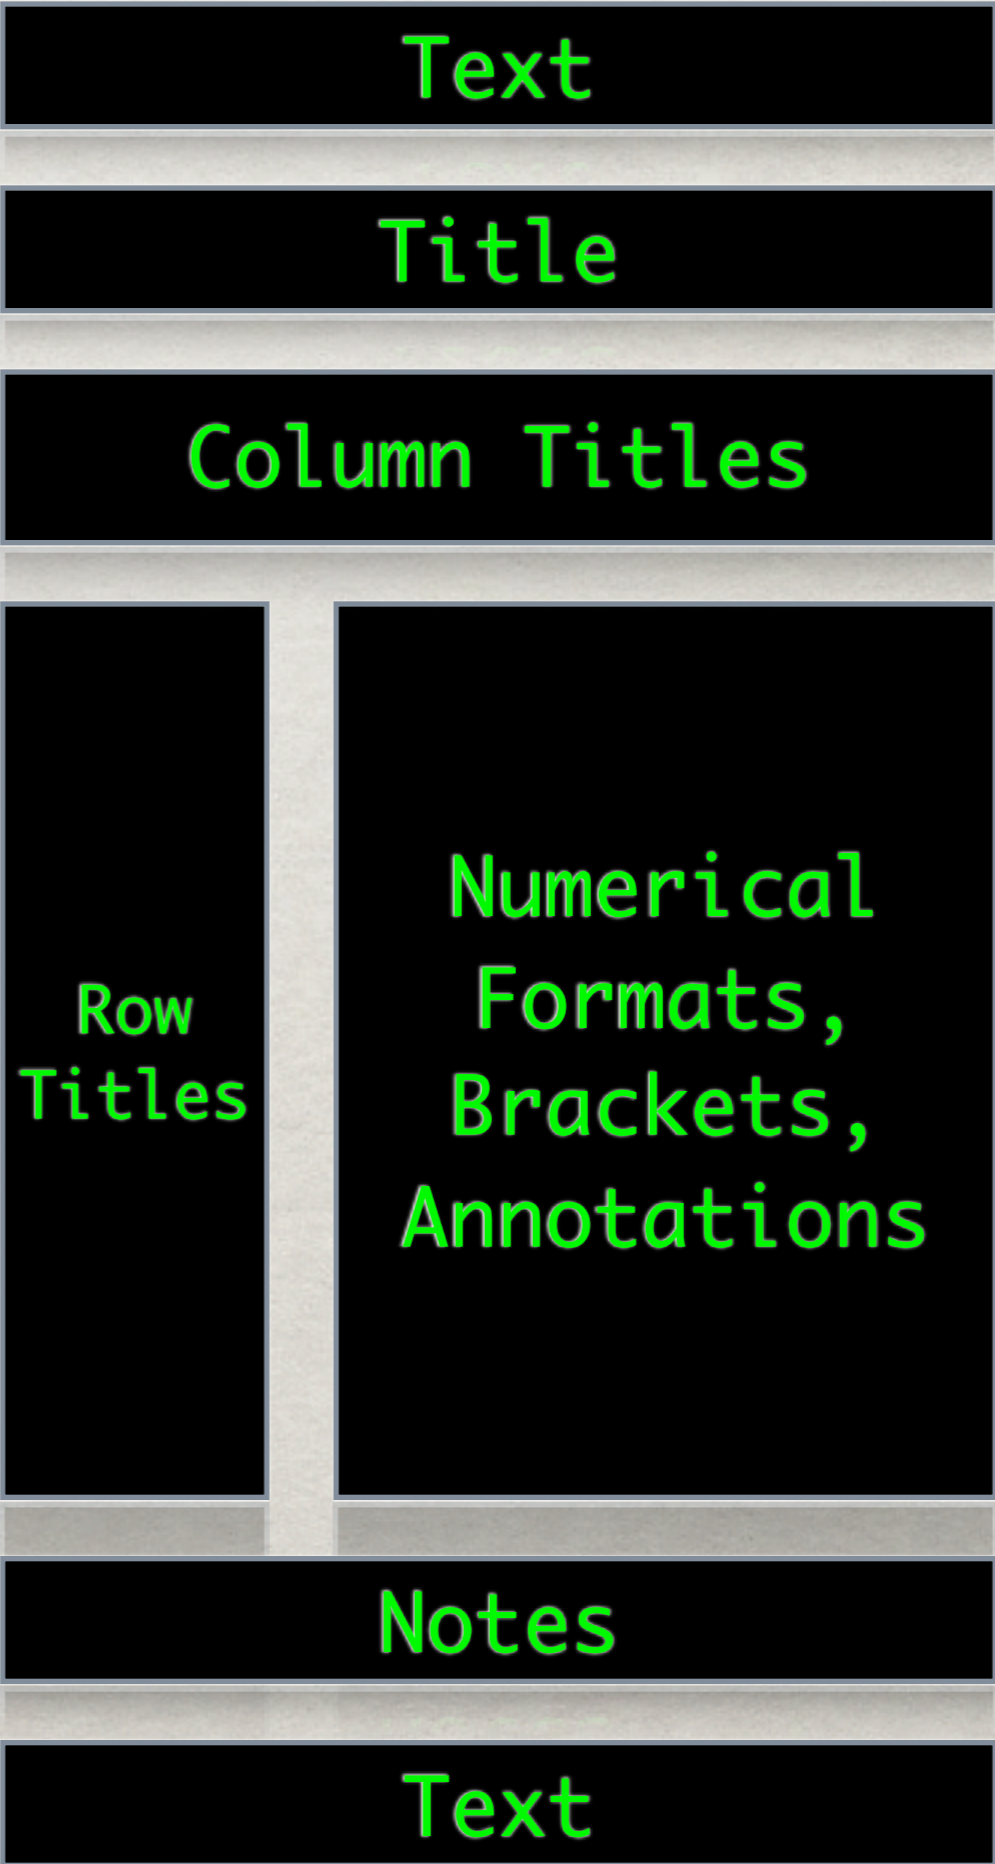 Text
Title
Column Titles
Row
Titles
Numerical
Formats,
Brackets,
Annotations
Notes
Text